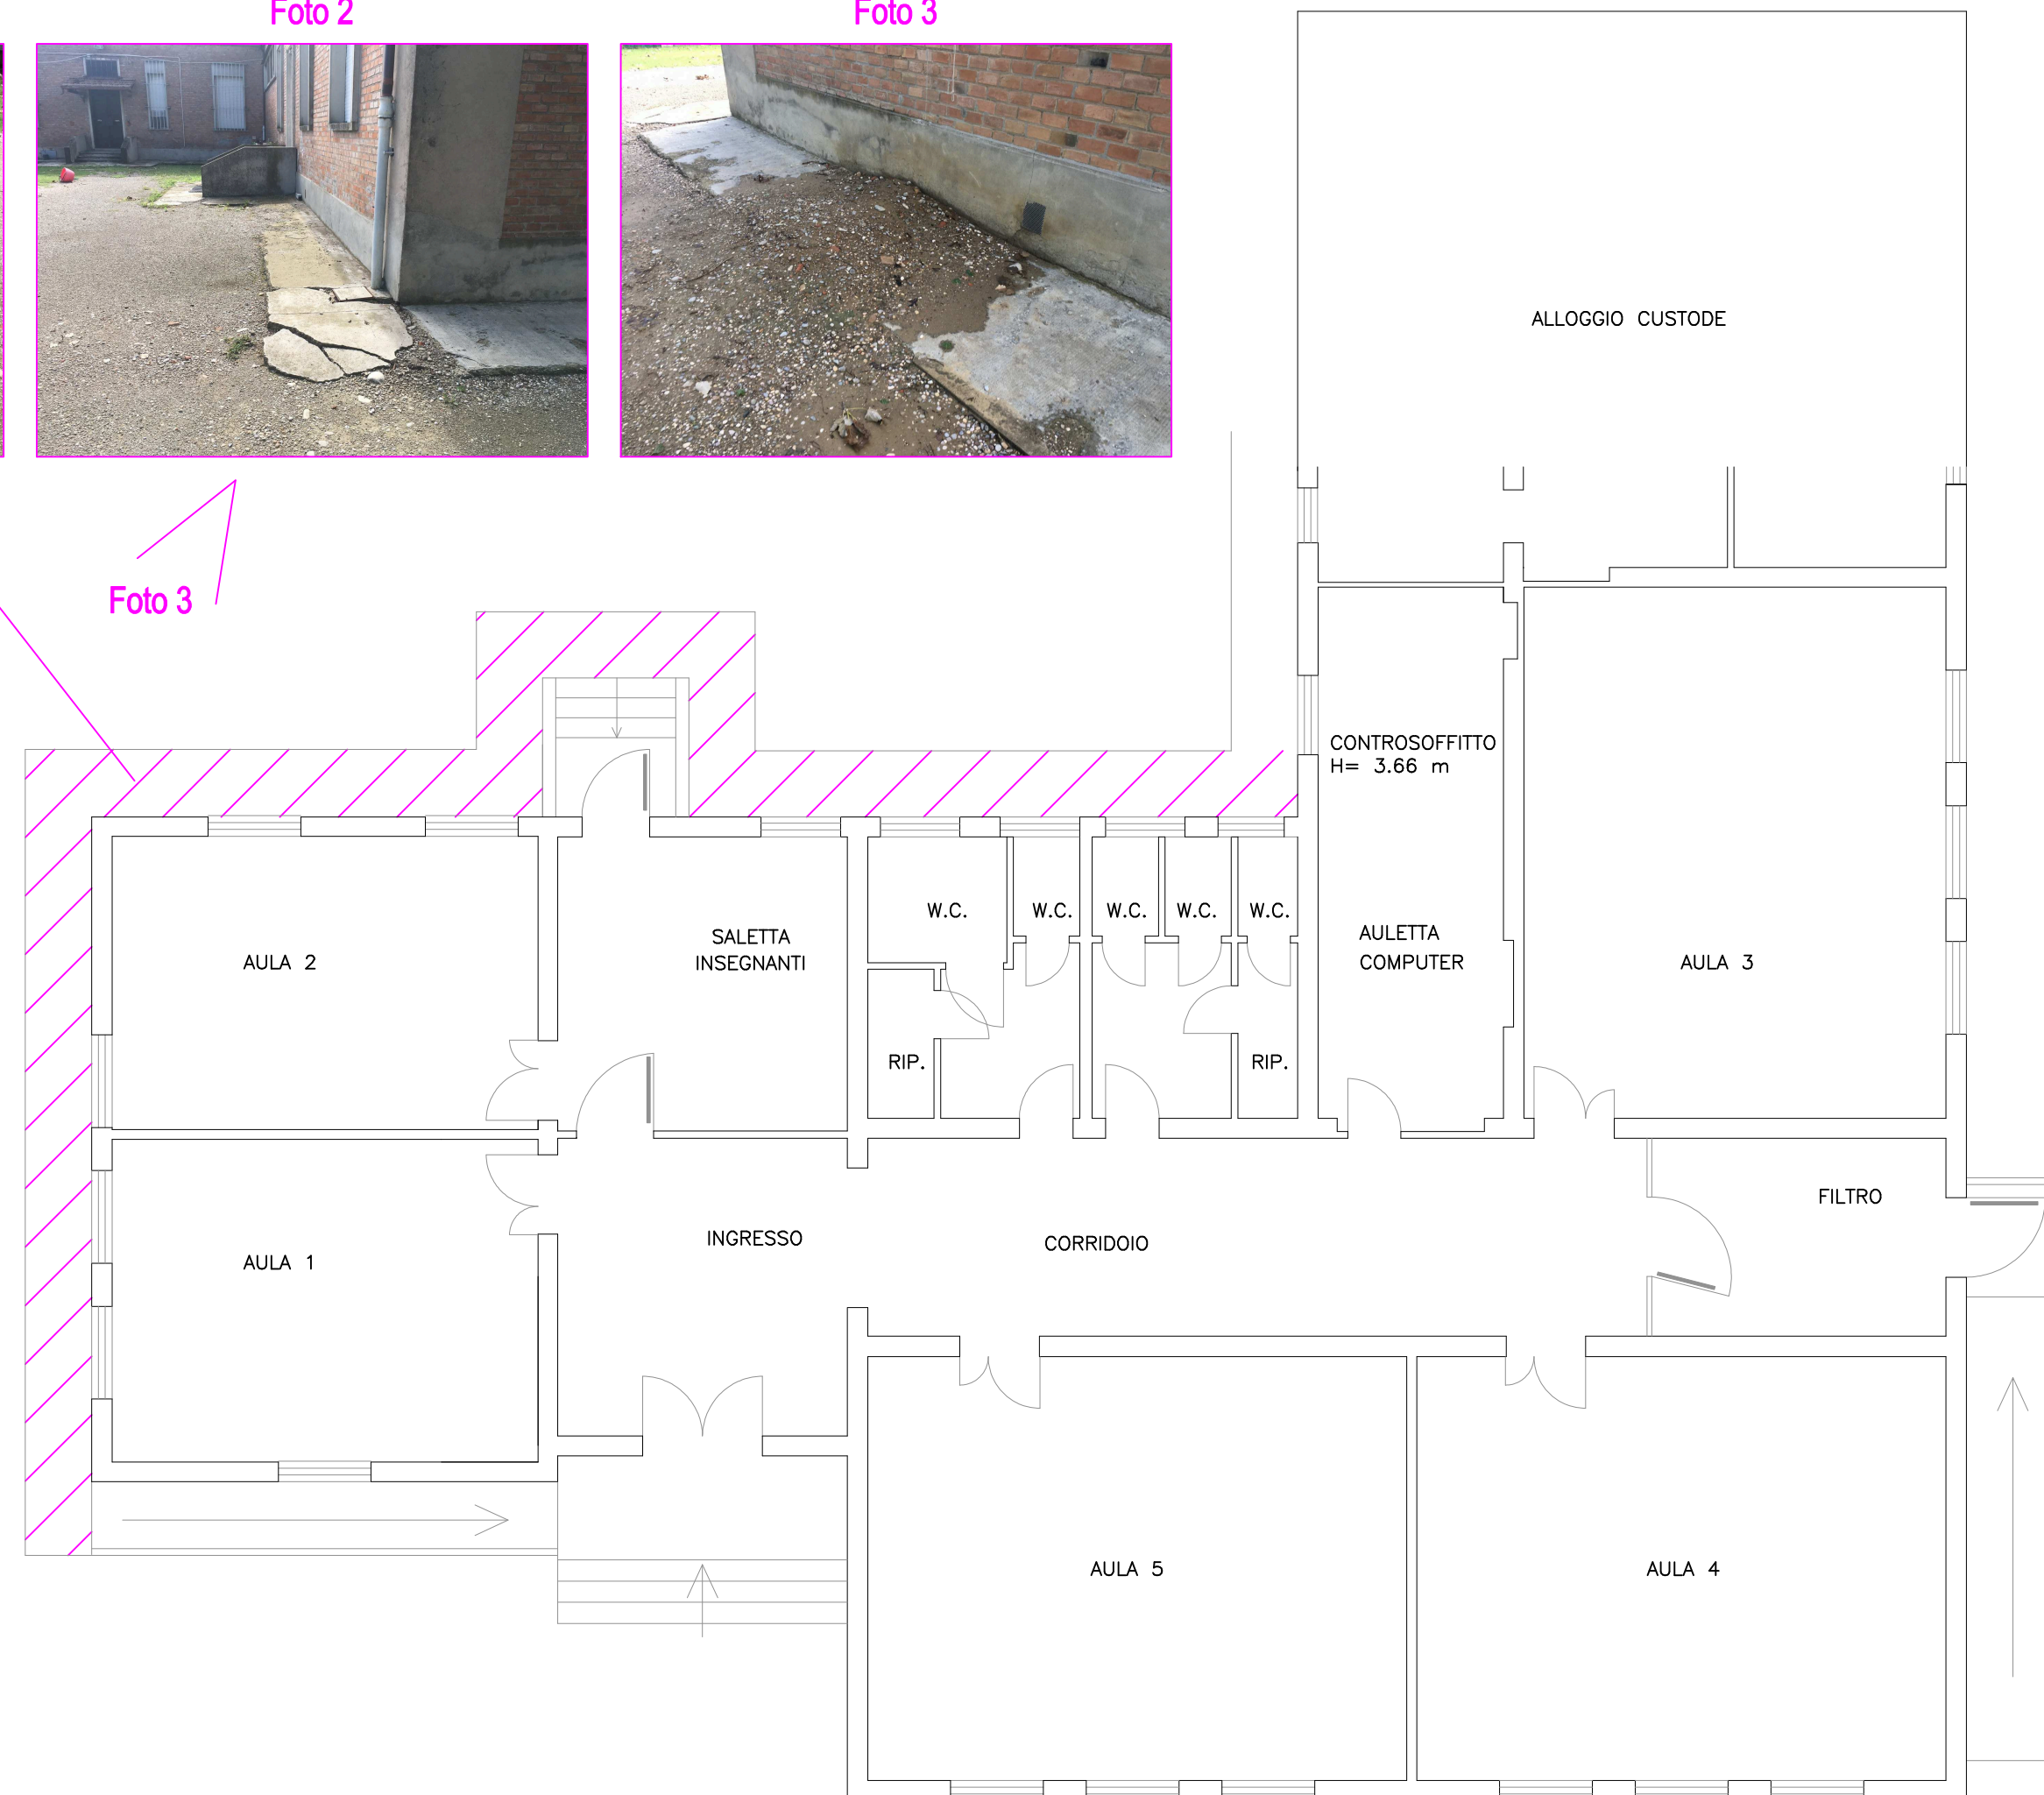 Foto 2
Foto 3
ALLOGGIO CUSTODE
Foto 3
CONTROSOFFITTO
H= 3.66 m
W.C.
W.C.
W.C.
W.C.
W.C.
SALETTA
INSEGNANTI
AULETTA
COMPUTER
AULA 2
AULA 3
RIP.
RIP.
FILTRO
INGRESSO
CORRIDOIO
AULA 1
AULA 5
AULA 4